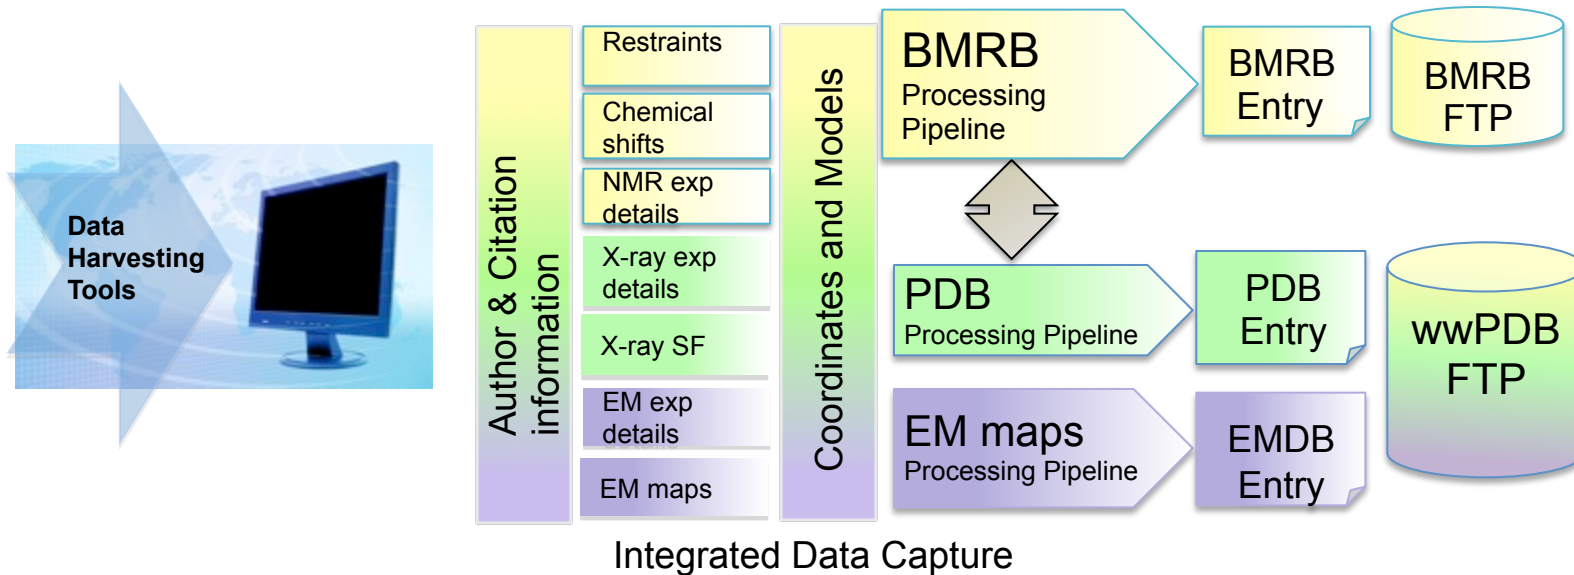 Data
Harvesting
Tools
Author & Citation
information
Restraints
Chemical
shifts
NMR exp
details
X-ray exp
details
X-ray SF
EM exp
details
EM maps
Coordinates and Models
BMRB
Processing
Pipeline
BMRB
Entry
BMRB
FTP
PDB
Processing Pipeline
PDB
Entry
wwPDB
FTP
EM maps
Processing Pipeline
EMDB
Entry
Integrated Data Capture